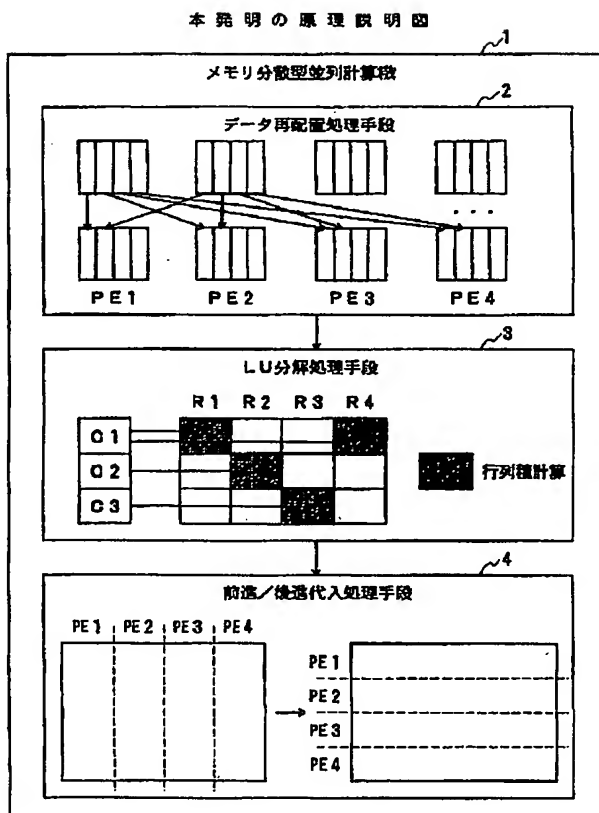 本発明の原理説明図
1
メモリ分散型並列計算機
2
データ再配置処理手段
...
PE1 PE2 PE3 PE4
3
LU分解処理手段
R1 R2 R3 R4
C1
C2
C3
行列積計算
4
前進/後進代入処理手段
PE1 PE2 PE3 PE4
PE1
PE2
PE3
PE4